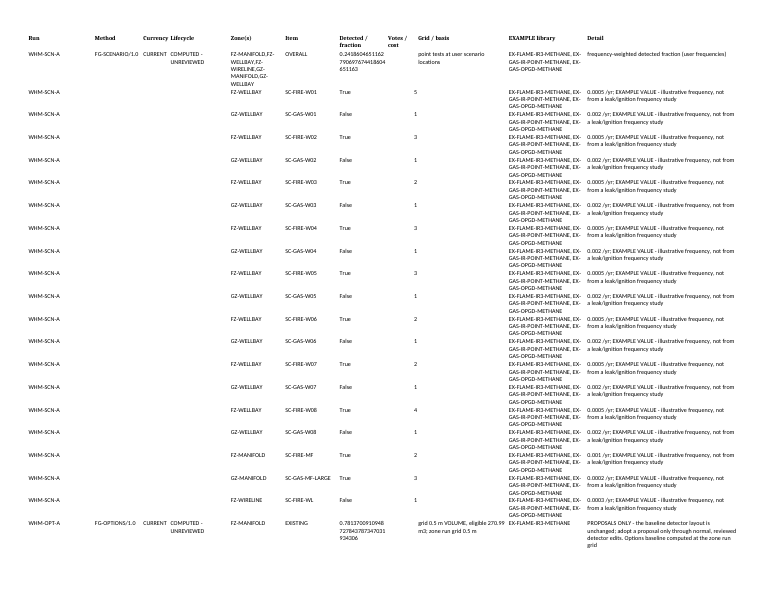 Run Method Currency Lifecycle Zone(s) Item Detected / fraction Votes / cost Grid / basis EXAMPLE library Detail
WHM-SCN-A FG-SCENARIO/1.0 CURRENT COMPUTED - UNREVIEWED FZ-MANIFOLD,FZ-WELLBAY,FZ-WIRELINE,GZ-MANIFOLD,GZ-WELLBAY OVERALL 0.2418604651162790697674418604651163 point tests at user scenario locations EX-FLAME-IR3-METHANE, EX-GAS-IR-POINT-METHANE, EX-GAS-OPGD-METHANE frequency-weighted detected fraction (user frequencies)
WHM-SCN-A FZ-WELLBAY SC-FIRE-W01 True 5 EX-FLAME-IR3-METHANE, EX-GAS-IR-POINT-METHANE, EX-GAS-OPGD-METHANE 0.0005 /yr; EXAMPLE VALUE - illustrative frequency, not from a leak/ignition frequency study
WHM-SCN-A GZ-WELLBAY SC-GAS-W01 False 1 EX-FLAME-IR3-METHANE, EX-GAS-IR-POINT-METHANE, EX-GAS-OPGD-METHANE 0.002 /yr; EXAMPLE VALUE - illustrative frequency, not from a leak/ignition frequency study
WHM-SCN-A FZ-WELLBAY SC-FIRE-W02 True 3 EX-FLAME-IR3-METHANE, EX-GAS-IR-POINT-METHANE, EX-GAS-OPGD-METHANE 0.0005 /yr; EXAMPLE VALUE - illustrative frequency, not from a leak/ignition frequency study
WHM-SCN-A GZ-WELLBAY SC-GAS-W02 False 1 EX-FLAME-IR3-METHANE, EX-GAS-IR-POINT-METHANE, EX-GAS-OPGD-METHANE 0.002 /yr; EXAMPLE VALUE - illustrative frequency, not from a leak/ignition frequency study
WHM-SCN-A FZ-WELLBAY SC-FIRE-W03 True 2 EX-FLAME-IR3-METHANE, EX-GAS-IR-POINT-METHANE, EX-GAS-OPGD-METHANE 0.0005 /yr; EXAMPLE VALUE - illustrative frequency, not from a leak/ignition frequency study
WHM-SCN-A GZ-WELLBAY SC-GAS-W03 False 1 EX-FLAME-IR3-METHANE, EX-GAS-IR-POINT-METHANE, EX-GAS-OPGD-METHANE 0.002 /yr; EXAMPLE VALUE - illustrative frequency, not from a leak/ignition frequency study
WHM-SCN-A FZ-WELLBAY SC-FIRE-W04 True 3 EX-FLAME-IR3-METHANE, EX-GAS-IR-POINT-METHANE, EX-GAS-OPGD-METHANE 0.0005 /yr; EXAMPLE VALUE - illustrative frequency, not from a leak/ignition frequency study
WHM-SCN-A GZ-WELLBAY SC-GAS-W04 False 1 EX-FLAME-IR3-METHANE, EX-GAS-IR-POINT-METHANE, EX-GAS-OPGD-METHANE 0.002 /yr; EXAMPLE VALUE - illustrative frequency, not from a leak/ignition frequency study
WHM-SCN-A FZ-WELLBAY SC-FIRE-W05 True 3 EX-FLAME-IR3-METHANE, EX-GAS-IR-POINT-METHANE, EX-GAS-OPGD-METHANE 0.0005 /yr; EXAMPLE VALUE - illustrative frequency, not from a leak/ignition frequency study
WHM-SCN-A GZ-WELLBAY SC-GAS-W05 False 1 EX-FLAME-IR3-METHANE, EX-GAS-IR-POINT-METHANE, EX-GAS-OPGD-METHANE 0.002 /yr; EXAMPLE VALUE - illustrative frequency, not from a leak/ignition frequency study
WHM-SCN-A FZ-WELLBAY SC-FIRE-W06 True 2 EX-FLAME-IR3-METHANE, EX-GAS-IR-POINT-METHANE, EX-GAS-OPGD-METHANE 0.0005 /yr; EXAMPLE VALUE - illustrative frequency, not from a leak/ignition frequency study
WHM-SCN-A GZ-WELLBAY SC-GAS-W06 False 1 EX-FLAME-IR3-METHANE, EX-GAS-IR-POINT-METHANE, EX-GAS-OPGD-METHANE 0.002 /yr; EXAMPLE VALUE - illustrative frequency, not from a leak/ignition frequency study
WHM-SCN-A FZ-WELLBAY SC-FIRE-W07 True 2 EX-FLAME-IR3-METHANE, EX-GAS-IR-POINT-METHANE, EX-GAS-OPGD-METHANE 0.0005 /yr; EXAMPLE VALUE - illustrative frequency, not from a leak/ignition frequency study
WHM-SCN-A GZ-WELLBAY SC-GAS-W07 False 1 EX-FLAME-IR3-METHANE, EX-GAS-IR-POINT-METHANE, EX-GAS-OPGD-METHANE 0.002 /yr; EXAMPLE VALUE - illustrative frequency, not from a leak/ignition frequency study
WHM-SCN-A FZ-WELLBAY SC-FIRE-W08 True 4 EX-FLAME-IR3-METHANE, EX-GAS-IR-POINT-METHANE, EX-GAS-OPGD-METHANE 0.0005 /yr; EXAMPLE VALUE - illustrative frequency, not from a leak/ignition frequency study
WHM-SCN-A GZ-WELLBAY SC-GAS-W08 False 1 EX-FLAME-IR3-METHANE, EX-GAS-IR-POINT-METHANE, EX-GAS-OPGD-METHANE 0.002 /yr; EXAMPLE VALUE - illustrative frequency, not from a leak/ignition frequency study
WHM-SCN-A FZ-MANIFOLD SC-FIRE-MF True 2 EX-FLAME-IR3-METHANE, EX-GAS-IR-POINT-METHANE, EX-GAS-OPGD-METHANE 0.001 /yr; EXAMPLE VALUE - illustrative frequency, not from a leak/ignition frequency study
WHM-SCN-A GZ-MANIFOLD SC-GAS-MF-LARGE True 3 EX-FLAME-IR3-METHANE, EX-GAS-IR-POINT-METHANE, EX-GAS-OPGD-METHANE 0.0002 /yr; EXAMPLE VALUE - illustrative frequency, not from a leak/ignition frequency study
WHM-SCN-A FZ-WIRELINE SC-FIRE-WL False 1 EX-FLAME-IR3-METHANE, EX-GAS-IR-POINT-METHANE, EX-GAS-OPGD-METHANE 0.0003 /yr; EXAMPLE VALUE - illustrative frequency, not from a leak/ignition frequency study
WHM-OPT-A FG-OPTIONS/1.0 CURRENT COMPUTED - UNREVIEWED FZ-MANIFOLD EXISTING 0.7813700910948727843787347031934306 grid 0.5 m VOLUME, eligible 270.99 m3; zone run grid 0.5 m EX-FLAME-IR3-METHANE PROPOSALS ONLY - the baseline detector layout is unchanged; adopt a proposal only through normal, reviewed detector edits. Options baseline computed at the zone run grid